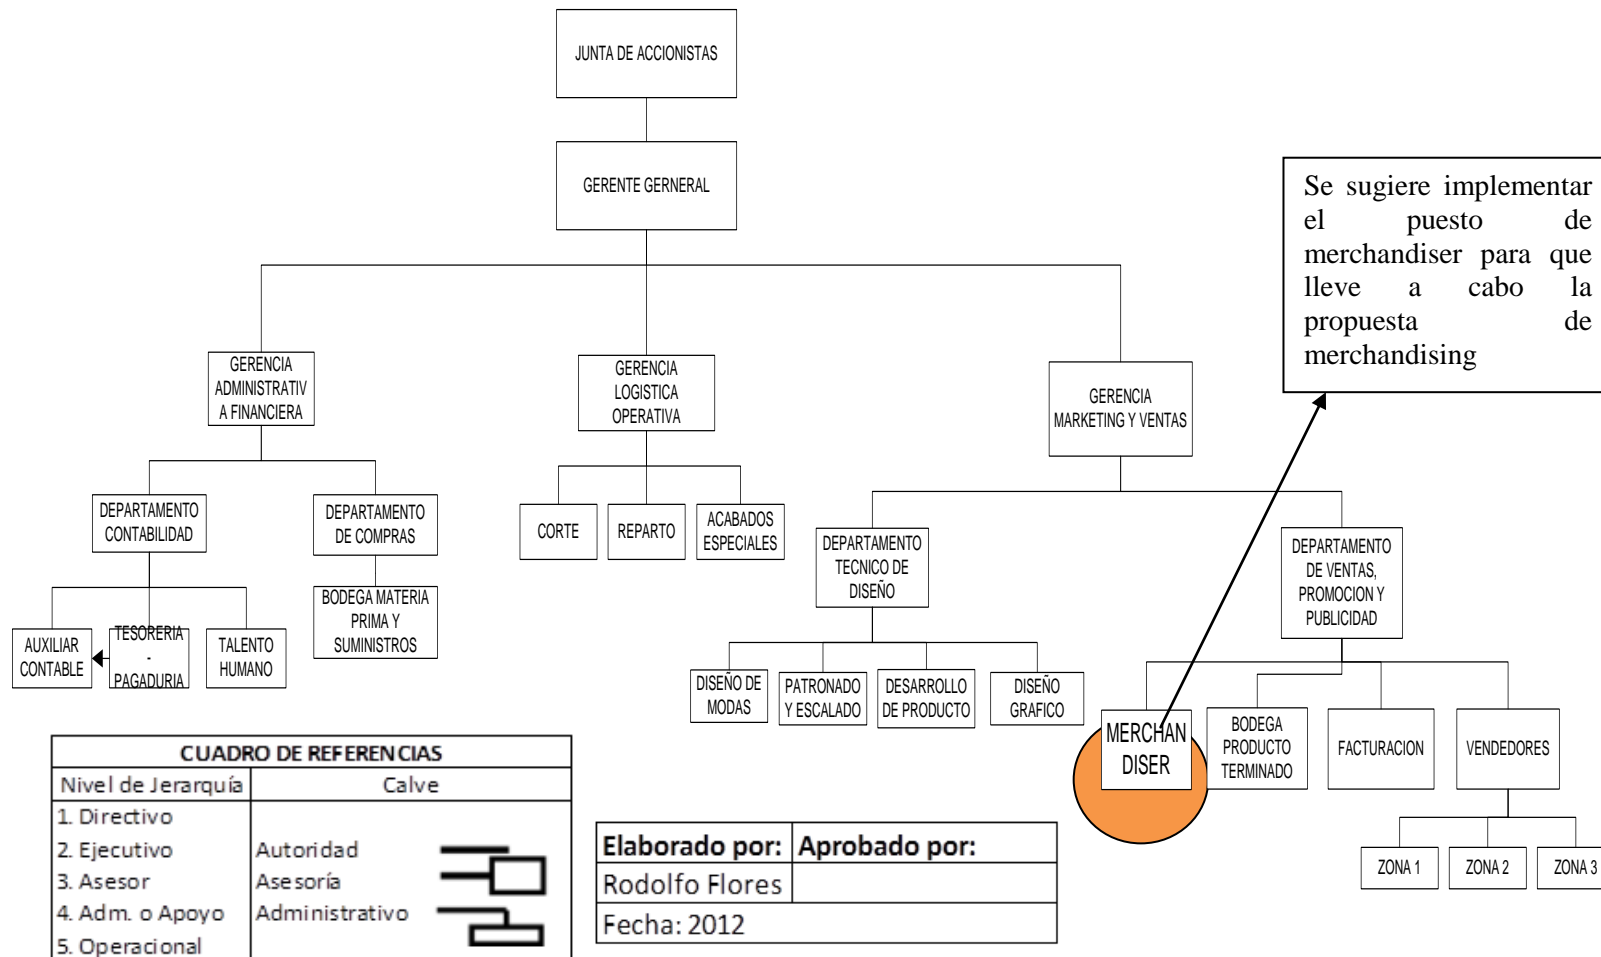 JUNTA DE ACCIONISTAS
GERENTE GERNERAL
Se sugiere implementar
el puesto de
merchandiser para que
lleve a cabo la
propuesta de
merchandising
GERENCIA
ADMINISTRATIV
A FINANCIERA
GERENCIA
LOGISTICA
OPERATIVA
GERENCIA
MARKETING Y VENTAS
DEPARTAMENTO
CONTABILIDAD
DEPARTAMENTO
DE COMPRAS
CORTE
REPARTO
ACABADOS
ESPECIALES
DEPARTAMENTO
TECNICO DE
DISEÑO
DEPARTAMENTO
DE VENTAS,
PROMOCION Y
PUBLICIDAD
AUXILIAR
CONTABLE
TESORERIA
-
PAGADURIA
TALENTO
HUMANO
BODEGA MATERIA
PRIMA Y
SUMINISTROS
DISEÑO DE
MODAS
PATRONADO
Y ESCALADO
DESARROLLO
DE PRODUCTO
DISEÑO
GRAFICO
MERCHAN
DISER
BODEGA
PRODUCTO
TERMINADO
FACTURACION
VENDEDORES
ZONA 1
ZONA 2
ZONA 3
CUADRO DE REFERENCIAS
Nivel de Jerarquía Calve
1. Directivo
2. Ejecutivo Autoridad
3. Asesor Asesoría
4. Adm. o Apoyo Administrativo
5. Operacional
Elaborado por: Aprobado por:
Rodolfo Flores
Fecha: 2012